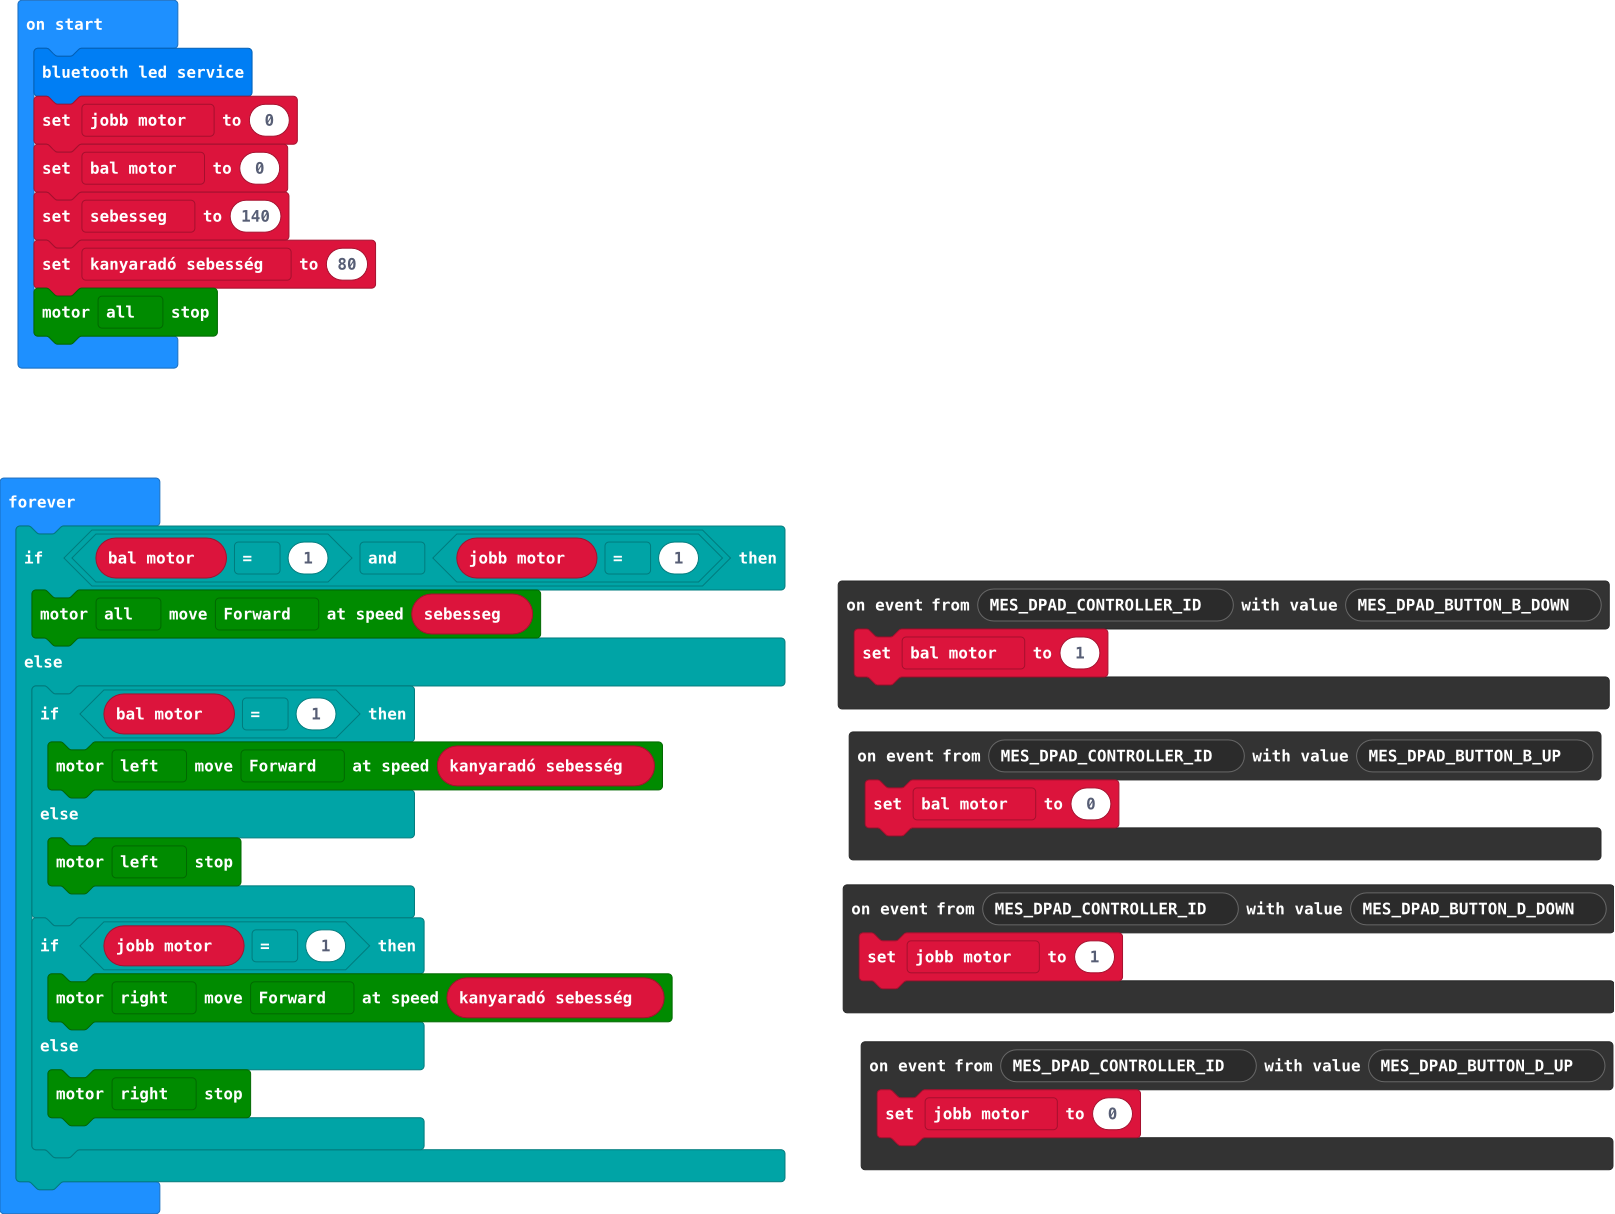 on start
bluetooth led service
set jobb motor to 0
set bal motor to 0
set sebesseg to 140
set kanyaradó sebesség to 80
motor all stop
forever
if bal motor = 1 and jobb motor = 1 then
motor all move Forward at speed sebesseg
else
if bal motor = 1 then
motor left move Forward at speed kanyaradó sebesség
else
motor left stop
if jobb motor = 1 then
motor right move Forward at speed kanyaradó sebesség
else
motor right stop
on event from MES_DPAD_CONTROLLER_ID with value MES_DPAD_BUTTON_B_DOWN
set bal motor to 1
on event from MES_DPAD_CONTROLLER_ID with value MES_DPAD_BUTTON_B_UP
set bal motor to 0
on event from MES_DPAD_CONTROLLER_ID with value MES_DPAD_BUTTON_D_DOWN
set jobb motor to 1
on event from MES_DPAD_CONTROLLER_ID with value MES_DPAD_BUTTON_D_UP
set jobb motor to 0